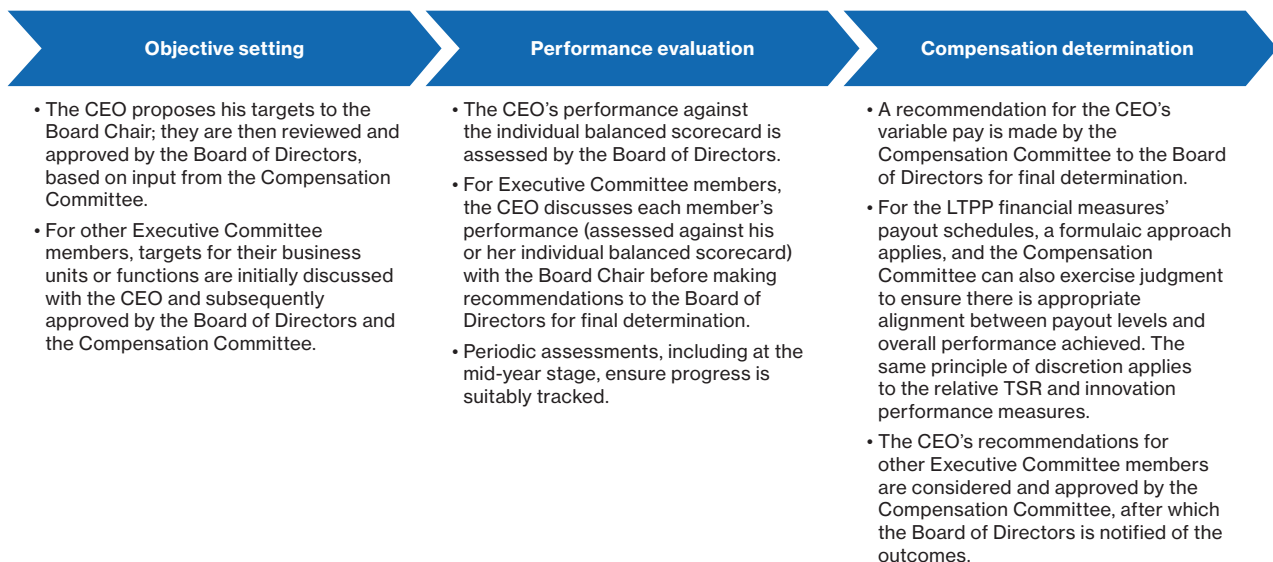 Objective setting
• The CEO proposes his targets to the
Board Chair; they are then reviewed and
approved by the Board of Directors,
based on input from the Compensation
Committee.
• For other Executive Committee
members, targets for their business
units or functions are initially discussed
with the CEO and subsequently
approved by the Board of Directors and
the Compensation Committee.
Performance evaluation
• The CEO’s performance against
the individual balanced scorecard is
assessed by the Board of Directors.
• For Executive Committee members,
the CEO discusses each member’s
performance (assessed against his
or her individual balanced scorecard)
with the Board Chair before making
recommendations to the Board of
Directors for final determination.
• Periodic assessments, including at the
mid-year stage, ensure progress is
suitably tracked.
Compensation determination
• A recommendation for the CEO’s
variable pay is made by the
Compensation Committee to the Board
of Directors for final determination.
• For the LTPP financial measures’
payout schedules, a formulaic approach
applies, and the Compensation
Committee can also exercise judgment
to ensure there is appropriate
alignment between payout levels and
overall performance achieved. The
same principle of discretion applies
to the relative TSR and innovation
performance measures.
• The CEO’s recommendations for
other Executive Committee members
are considered and approved by the
Compensation Committee, after which
the Board of Directors is notified of the
outcomes.